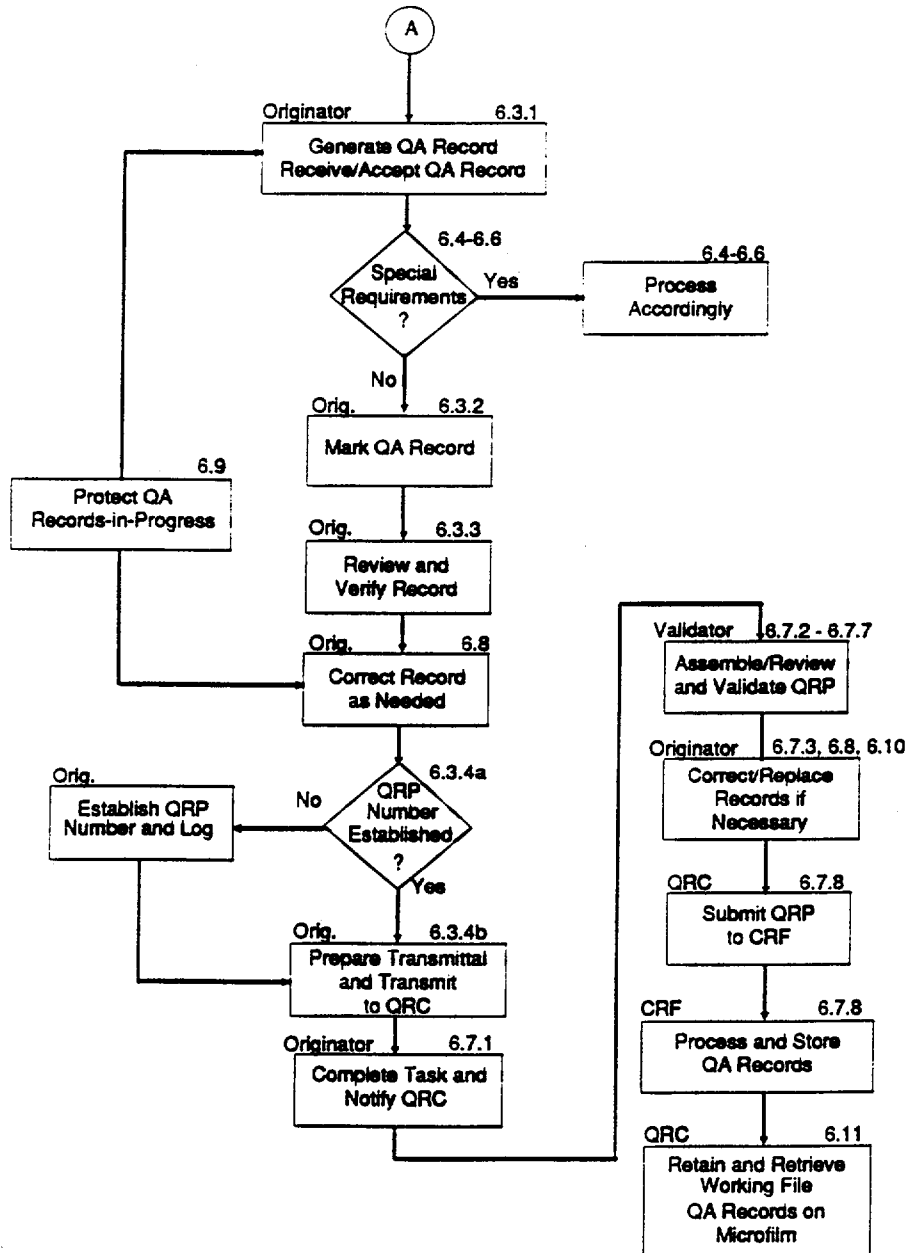 A
Originator 6.3.1
Generate QA Record
Receive/Accept QA Record
6.4-6.6
Special
Requirements
?
Yes
6.4-6.6
Process
Accordingly
No
Orig. 6.3.2
Mark QA Record
6.9
Protect QA
Records-in-Progress
Orig. 6.3.3
Review and
Verify Record
Orig. 6.8
Correct Record
as Needed
6.3.4a
QRP
Number
Established
?
No
Orig.
Establish QRP
Number and Log
Yes
Orig. 6.3.4b
Prepare Transmittal
and Transmit
to QRC
Originator 6.7.1
Complete Task and
Notify QRC
Validator 6.7.2 - 6.7.7
Assemble/Review
and Validate QRP
Originator 6.7.3, 6.8, 6.10
Correct/Replace
Records if
Necessary
QRC 6.7.8
Submit QRP
to CRF
CRF 6.7.8
Process and Store
QA Records
QRC 6.11
Retain and Retrieve
Working File
QA Records on
Microfilm